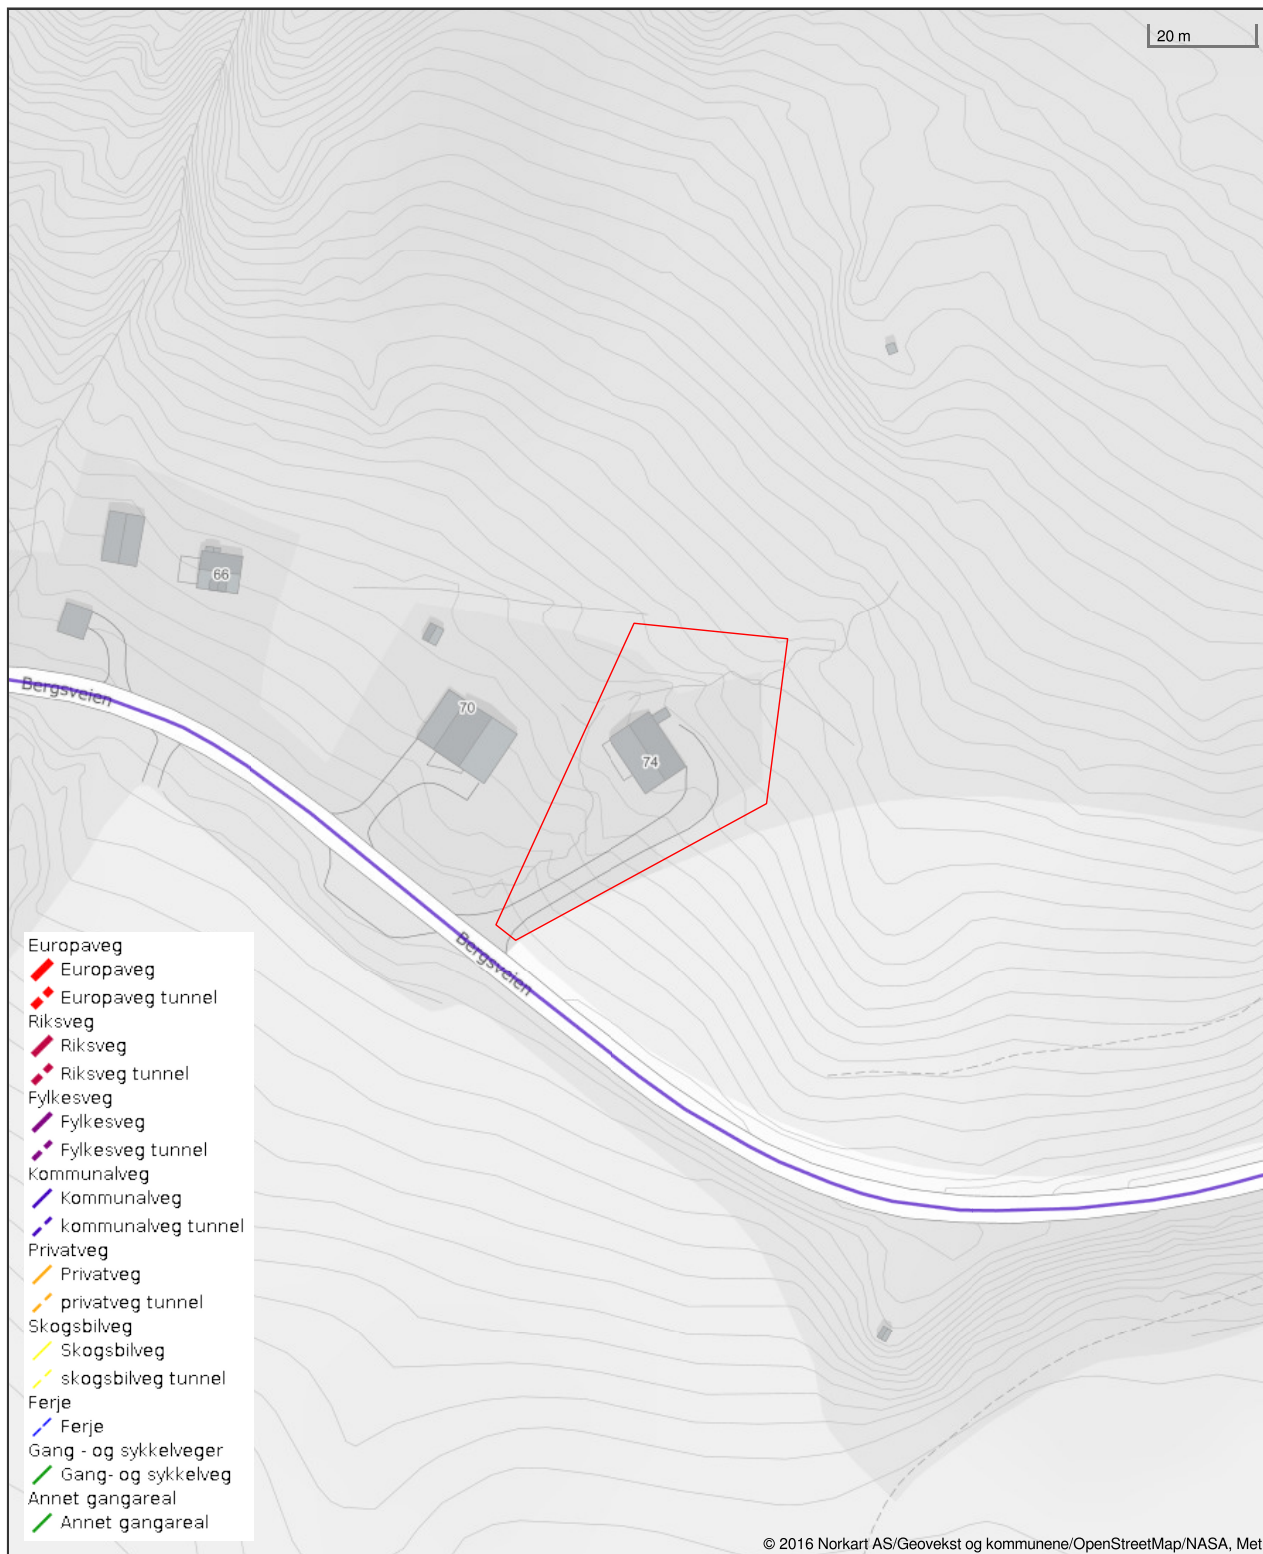 20 m
66
Bergsveien
70
74
Bergsveien
Europaveg
Europaveg
Europaveg tunnel
Riksveg
Riksveg
Riksveg tunnel
Fylkesveg
Fylkesveg
Fylkesveg tunnel
Kommunalveg
Kommunalveg
kommunalveg tunnel
Privatveg
Privatveg
privatveg tunnel
Skogsbilveg
Skogsbilveg
skogsbilveg tunnel
Ferje
Ferje
Gang - og sykkelveger
Gang- og sykkelveg
Annet gangareal
Annet gangareal
© 2016 Norkart AS/Geovekst og kommunene/OpenStreetMap/NASA, Met